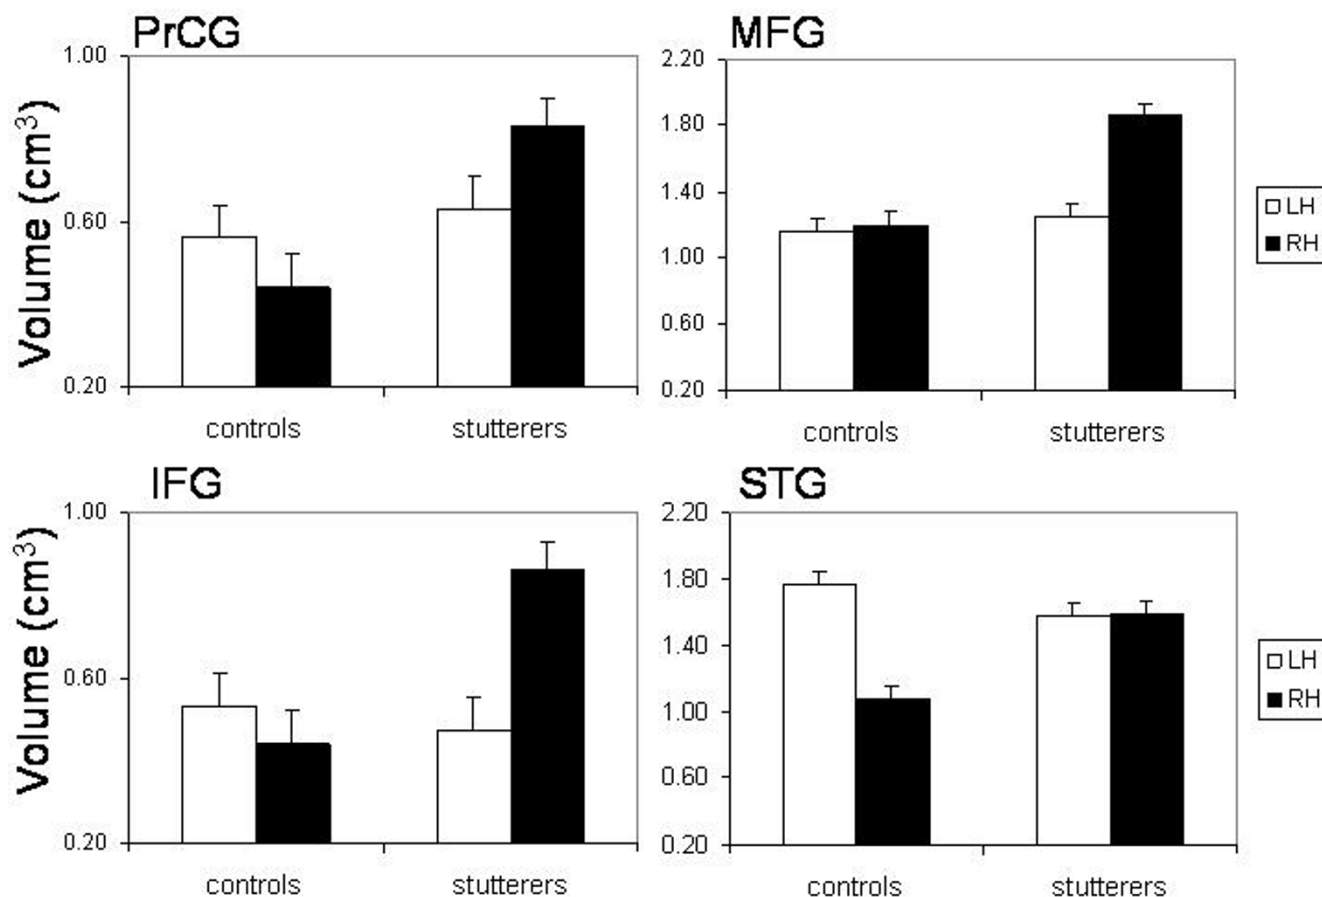 PrCG
1.00
0.60
0.20
Volume (cm³)
controls
stutterers
MFG
2.20
1.80
1.40
1.00
0.60
0.20
controls
stutterers
LH
RH
IFG
1.00
0.60
0.20
Volume (cm³)
controls
stutterers
STG
2.20
1.80
1.40
1.00
0.60
0.20
controls
stutterers
LH
RH